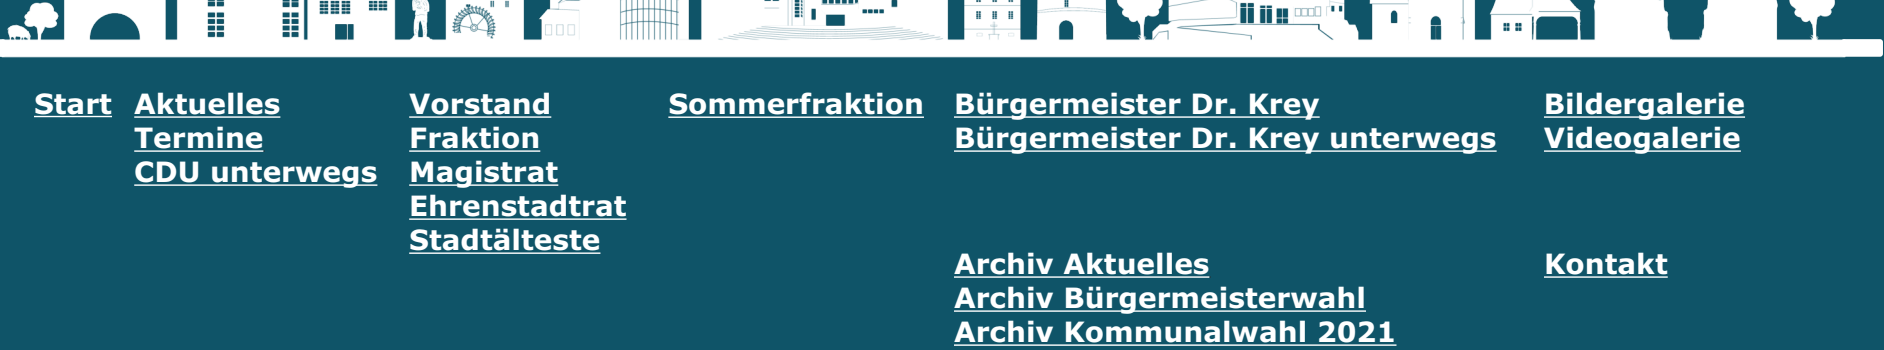 Start
Aktuelles
Termine
CDU unterwegs
Vorstand
Fraktion
Magistrat
Ehrenstadtrat
Stadtälteste
Sommerfraktion
Bürgermeister Dr. Krey
Bürgermeister Dr. Krey unterwegs
Archiv Aktuelles
Archiv Bürgermeisterwahl
Archiv Kommunalwahl 2021
Bildergalerie
Videogalerie
Kontakt